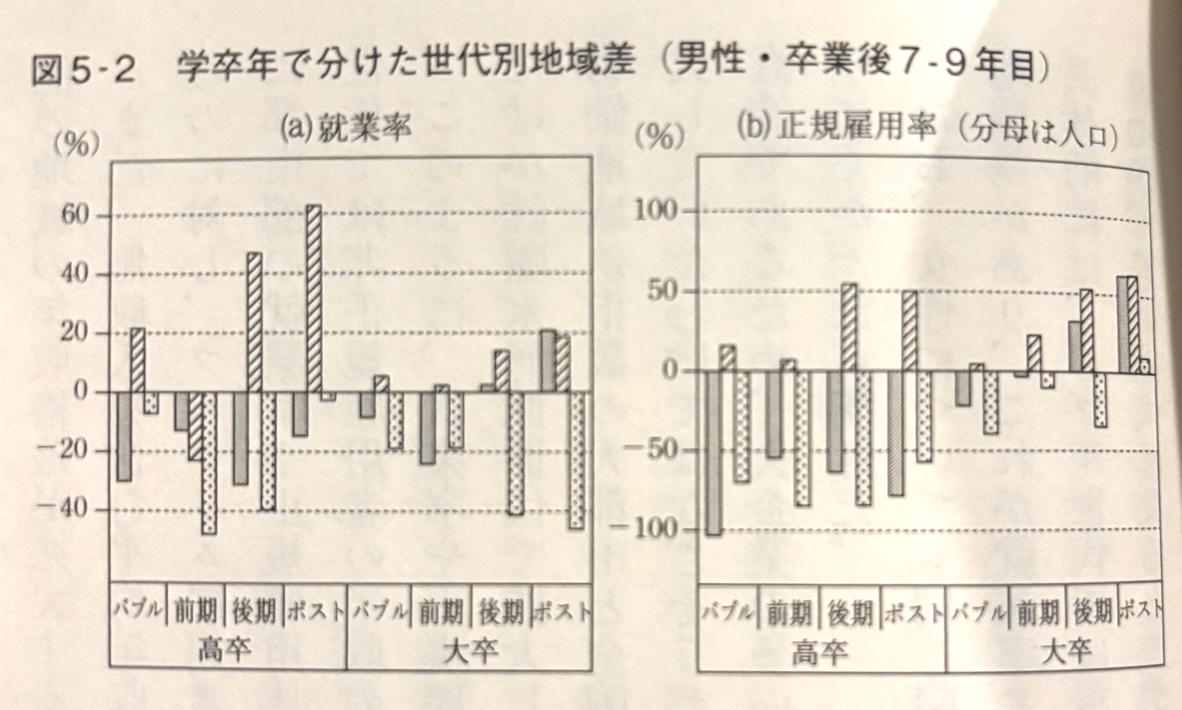 図5-2 学卒年で分けた世代別地域差（男性・卒業後7-9年目）
(a)就業率
(%)
60
40
20
0
−20
−40
バブル 前期 後期 ポスト バブル 前期 後期 ポスト
高卒 大卒
(b)正規雇用率（分母は人口）
(%)
100
50
0
−50
−100
バブル 前期 後期 ポスト バブル 前期 後期 ポスト
高卒 大卒